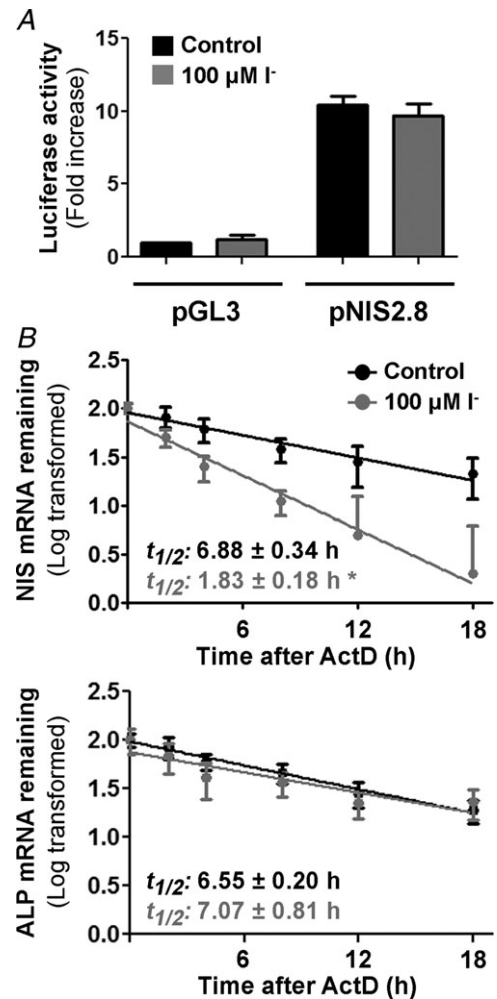 A
Luciferase activity
(Fold increase)
15
10
5
0
Control
100 µM I-
pGL3
pNIS2.8
B
NIS mRNA remaining
(Log transformed)
2.5
2.0
1.5
1.0
0.5
0.0
Control
100 µM I-
t1/2: 6.88 ± 0.34 h
t1/2: 1.83 ± 0.18 h *
6
12
18
Time after ActD (h)
ALP mRNA remaining
(Log transformed)
2.5
2.0
1.5
1.0
0.5
0.0
t1/2: 6.55 ± 0.20 h
t1/2: 7.07 ± 0.81 h
6
12
18
Time after ActD (h)